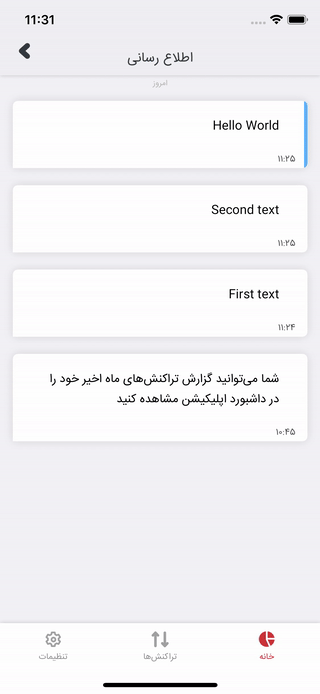 11:31
اطلاع رسانی
امروز
Hello World
۱۱:۲۵
Second text
۱۱:۲۵
First text
۱۱:۲۴
شما می‌توانید گزارش تراکنش‌های ماه اخیر خود را
در داشبورد اپلیکیشن مشاهده کنید
۱۰:۴۵
خانه
تراکنش‌ها
تنظیمات